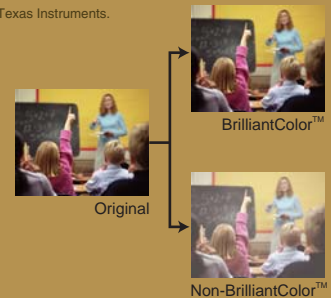 Texas Instruments.
BrilliantColor™
Original
Non-BrilliantColor™